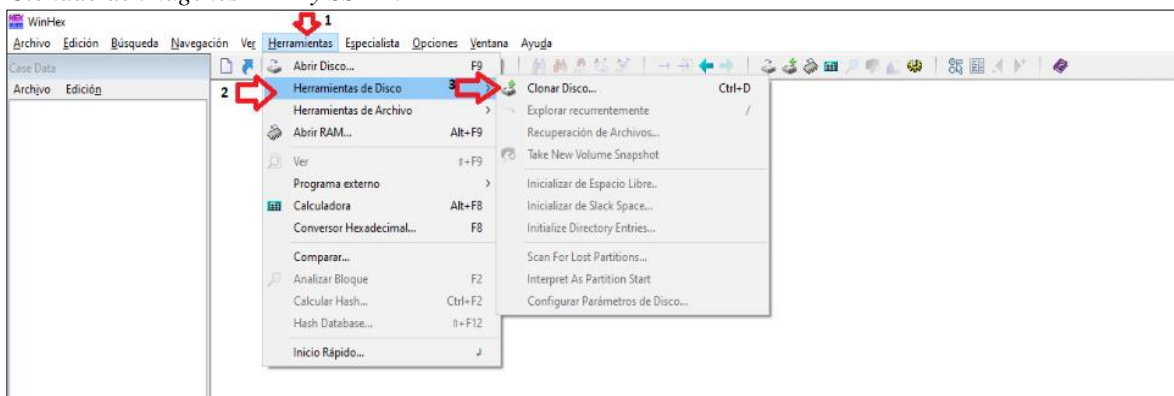 WinHex
1
Archivo Edición Búsqueda Navegación Ver Herramientas Especialista Opciones Ventana Ayuda
Case Data
Archivo Edición
Abrir Disco... F9
2 Herramientas de Disco 3
Herramientas de Archivo >
Abrir RAM... Alt+F9
Ver ⇧+F9
Programa externo >
Calculadora Alt+F8
Conversor Hexadecimal... F8
Comparar...
Analizar Bloque F2
Calcular Hash... Ctrl+F2
Hash Database... ⇧+F12
Inicio Rápido... ↲
Clonar Disco... Ctrl+D
Explorar recurrentemente /
Recuperación de Archivos...
Take New Volume Snapshot
Inicializar de Espacio Libre..
Inicializar de Slack Space...
Initialize Directory Entries...
Scan For Lost Partitions...
Interpret As Partition Start
Configurar Parámetros de Disco...